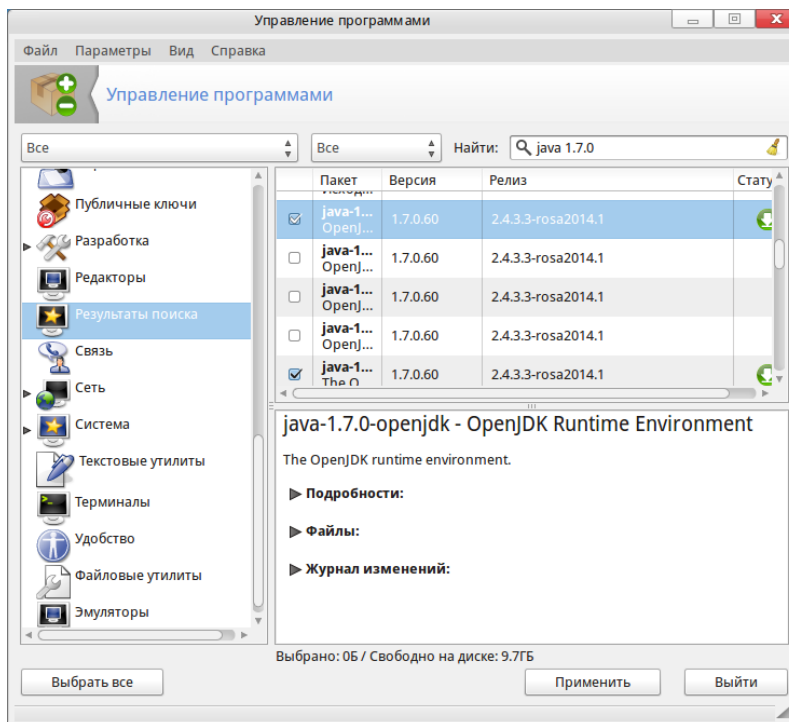 Управление программами
Файл Параметры Вид Справка
Управление программами
Все Все Найти: java 1.7.0
Публичные ключи
Разработка
Редакторы
Результаты поиска
Связь
Сеть
Система
Текстовые утилиты
Терминалы
Удобство
Файловые утилиты
Эмуляторы
Пакет Версия Релиз Стату
java-1... 1.7.0.60 2.4.3.3-rosa2014.1
OpenJ...
java-1... 1.7.0.60 2.4.3.3-rosa2014.1
OpenJ...
java-1... 1.7.0.60 2.4.3.3-rosa2014.1
OpenJ...
java-1... 1.7.0.60 2.4.3.3-rosa2014.1
OpenJ...
java-1... 1.7.0.60 2.4.3.3-rosa2014.1
The O
java-1.7.0-openjdk - OpenJDK Runtime Environment
The OpenJDK runtime environment.
Подробности:
Файлы:
Журнал изменений:
Выбрано: 0Б / Свободно на диске: 9.7ГБ
Выбрать все Применить Выйти